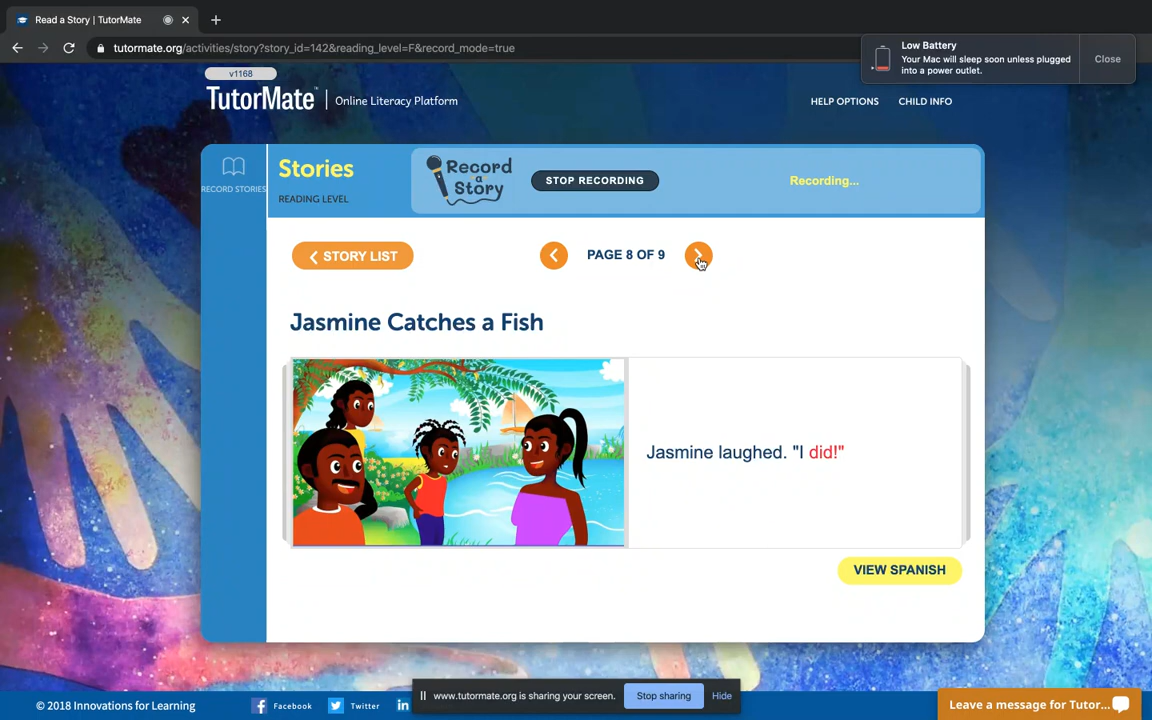 Read a Story | TutorMate
tutormate.org/activities/story?story_id=142&reading_level=F&record_mode=true
Low Battery
Your Mac will sleep soon unless plugged
into a power outlet.
Close
v1168
TutorMate | Online Literacy Platform
HELP OPTIONS
CHILD INFO
RECORD STORIES
Stories
READING LEVEL
Record
a
Story
STOP RECORDING
Recording...
STORY LIST
PAGE 8 OF 9
Jasmine Catches a Fish
Jasmine laughed. "I did!"
VIEW SPANISH
© 2018 Innovations for Learning
Facebook
Twitter
in
www.tutormate.org is sharing your screen.
Stop sharing
Hide
Leave a message for Tutor...